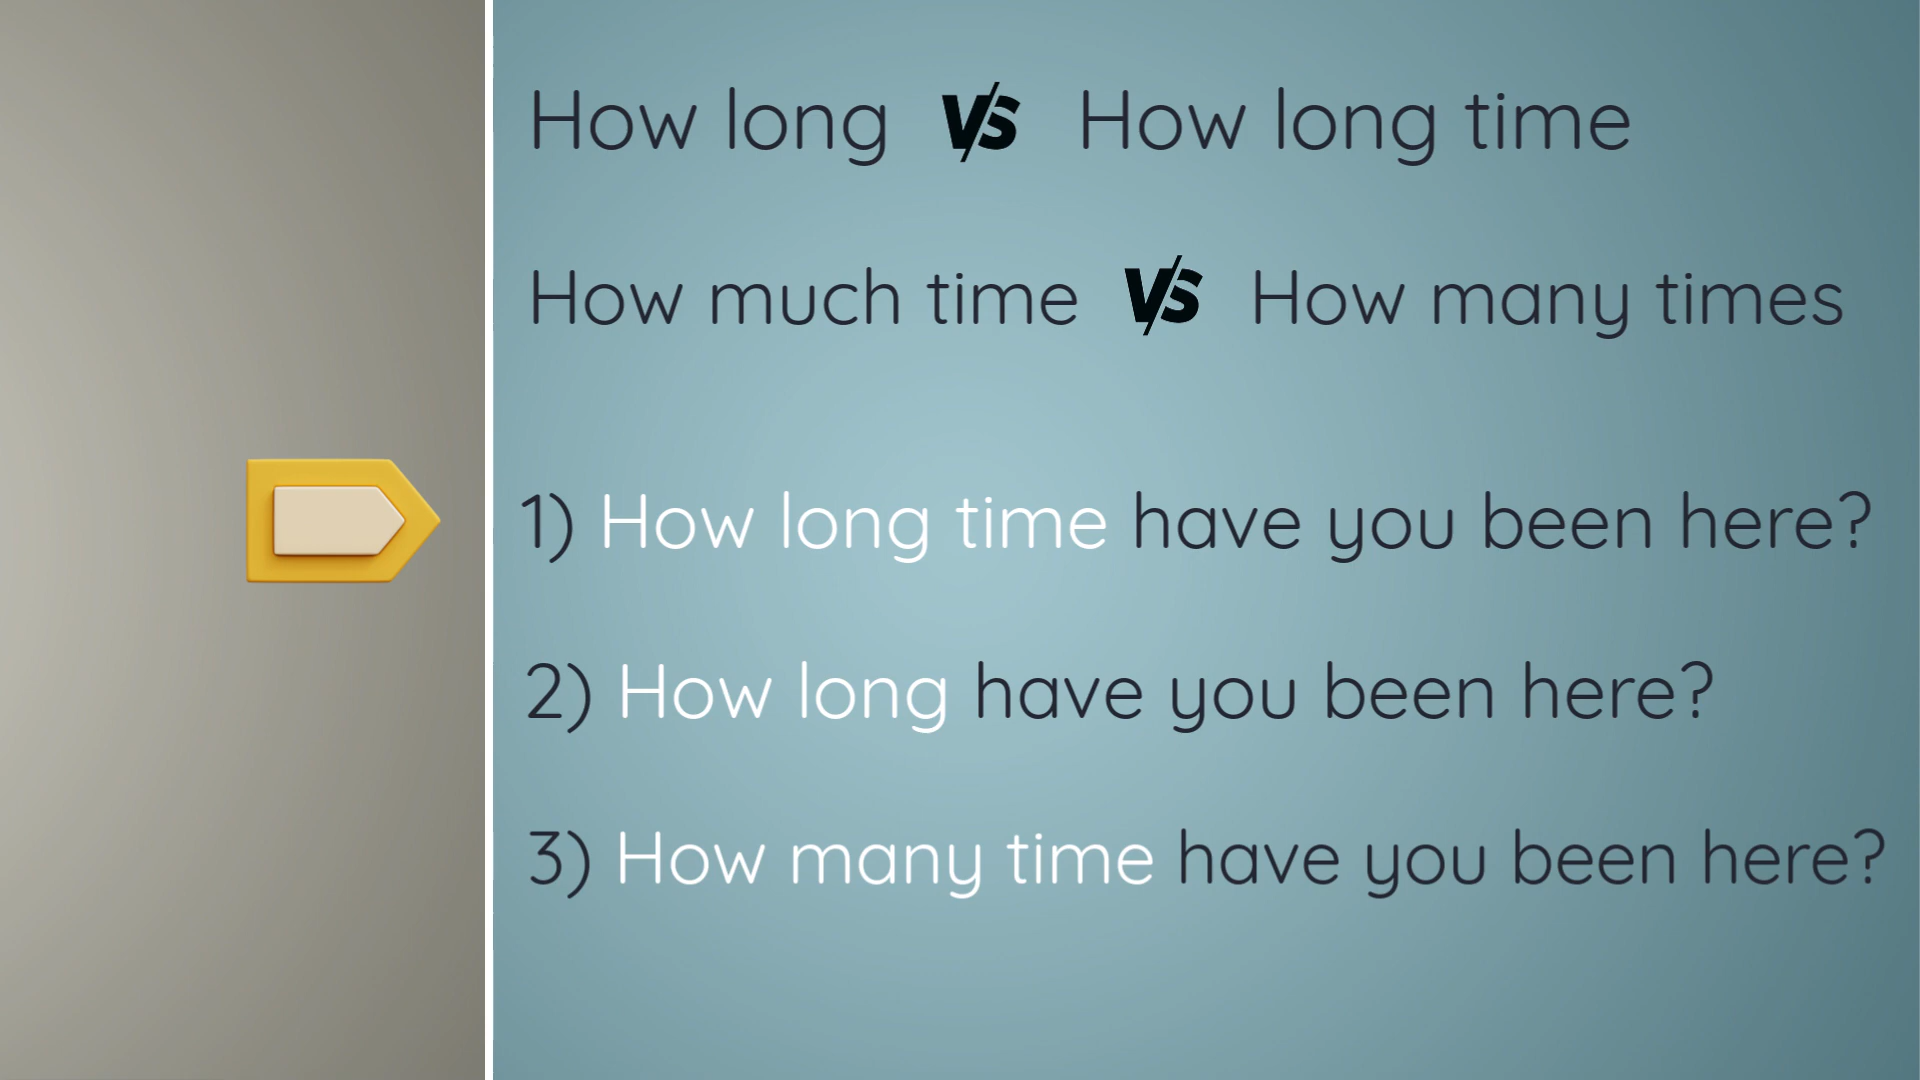 How long VS How long time
How much time VS How many times
1) How long time have you been here?
2) How long have you been here?
3) How many time have you been here?